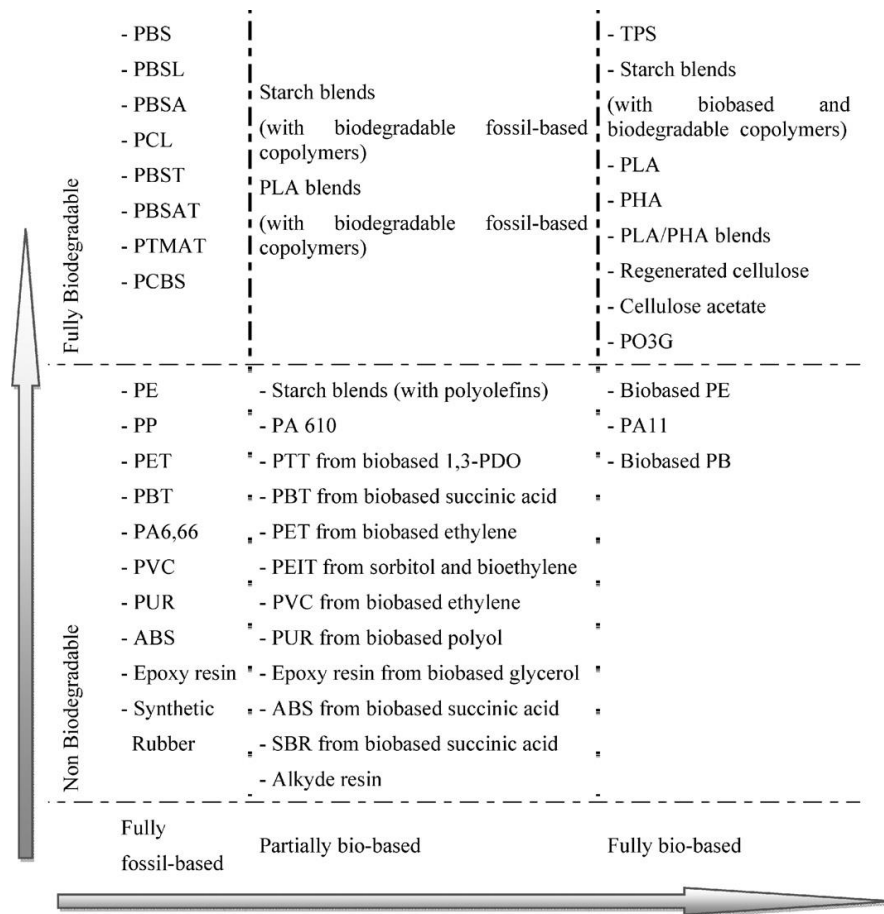 Fully Biodegradable
- PBS
- PBSL
- PBSA
- PCL
- PBST
- PBSAT
- PTMAT
- PCBS
Starch blends
(with biodegradable fossil-based
copolymers)
PLA blends
(with biodegradable fossil-based
copolymers)
- TPS
- Starch blends
(with biobased and
biodegradable copolymers)
- PLA
- PHA
- PLA/PHA blends
- Regenerated cellulose
- Cellulose acetate
- PO3G
Non Biodegradable
- PE
- PP
- PET
- PBT
- PA6,66
- PVC
- PUR
- ABS
- Epoxy resin
- Synthetic
Rubber
- Starch blends (with polyolefins)
- PA 610
- PTT from biobased 1,3-PDO
- PBT from biobased succinic acid
- PET from biobased ethylene
- PEIT from sorbitol and bioethylene
- PVC from biobased ethylene
- PUR from biobased polyol
- Epoxy resin from biobased glycerol
- ABS from biobased succinic acid
- SBR from biobased succinic acid
- Alkyde resin
- Biobased PE
- PA11
- Biobased PB
Fully
fossil-based
Partially bio-based
Fully bio-based